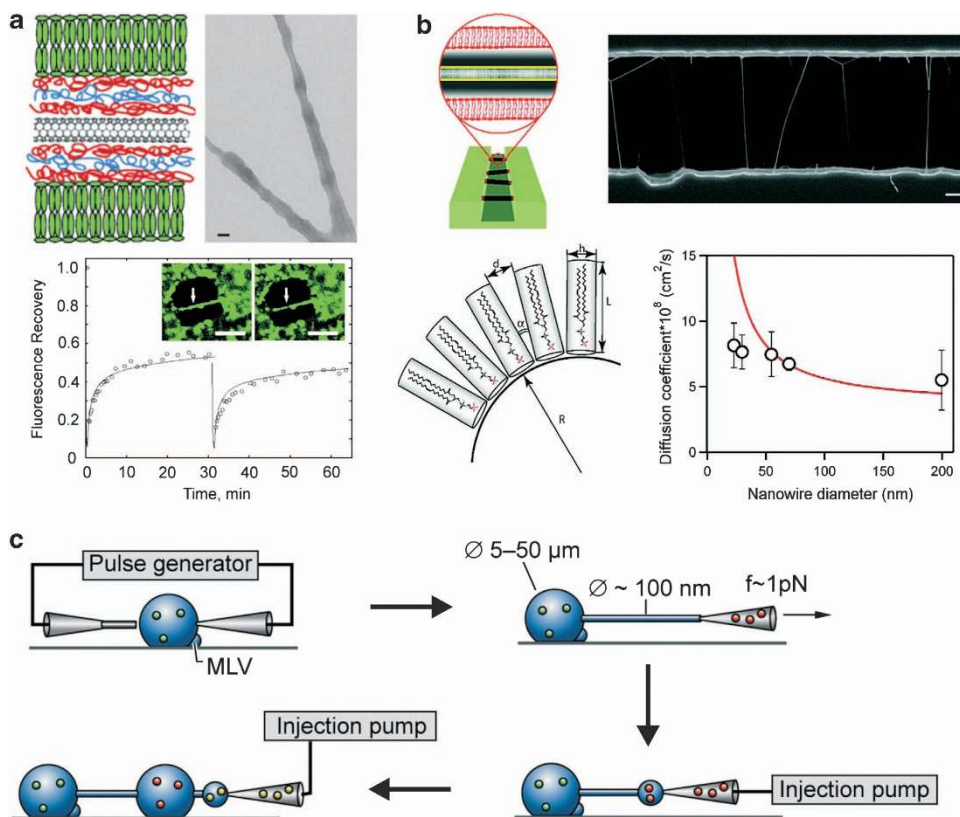 a
b
1.0
0.8
0.6
0.4
0.2
0.0
Fluorescence Recovery
0
10
20
30
40
50
60
Time, min
d
h
L
α
R
15
10
5
0
Diffusion coefficient*10⁸ (cm²/s)
0
50
100
150
200
Nanowire diameter (nm)
c
Pulse generator
MLV
Ø 5–50 µm
Ø ~ 100 nm
f~1pN
Injection pump
Injection pump